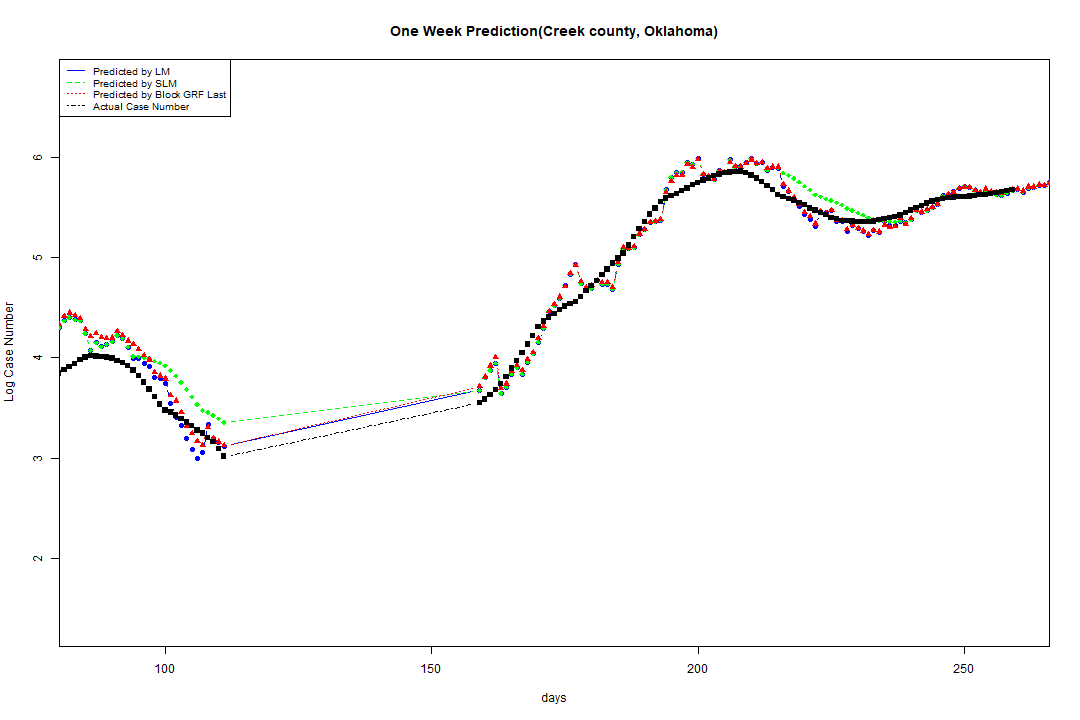 One Week Prediction(Creek county, Oklahoma)
Predicted by LM
Predicted by SLM
Predicted by Block GRF Last
Actual Case Number
6
5
4
3
2
Log Case Number
100
150
200
250
days